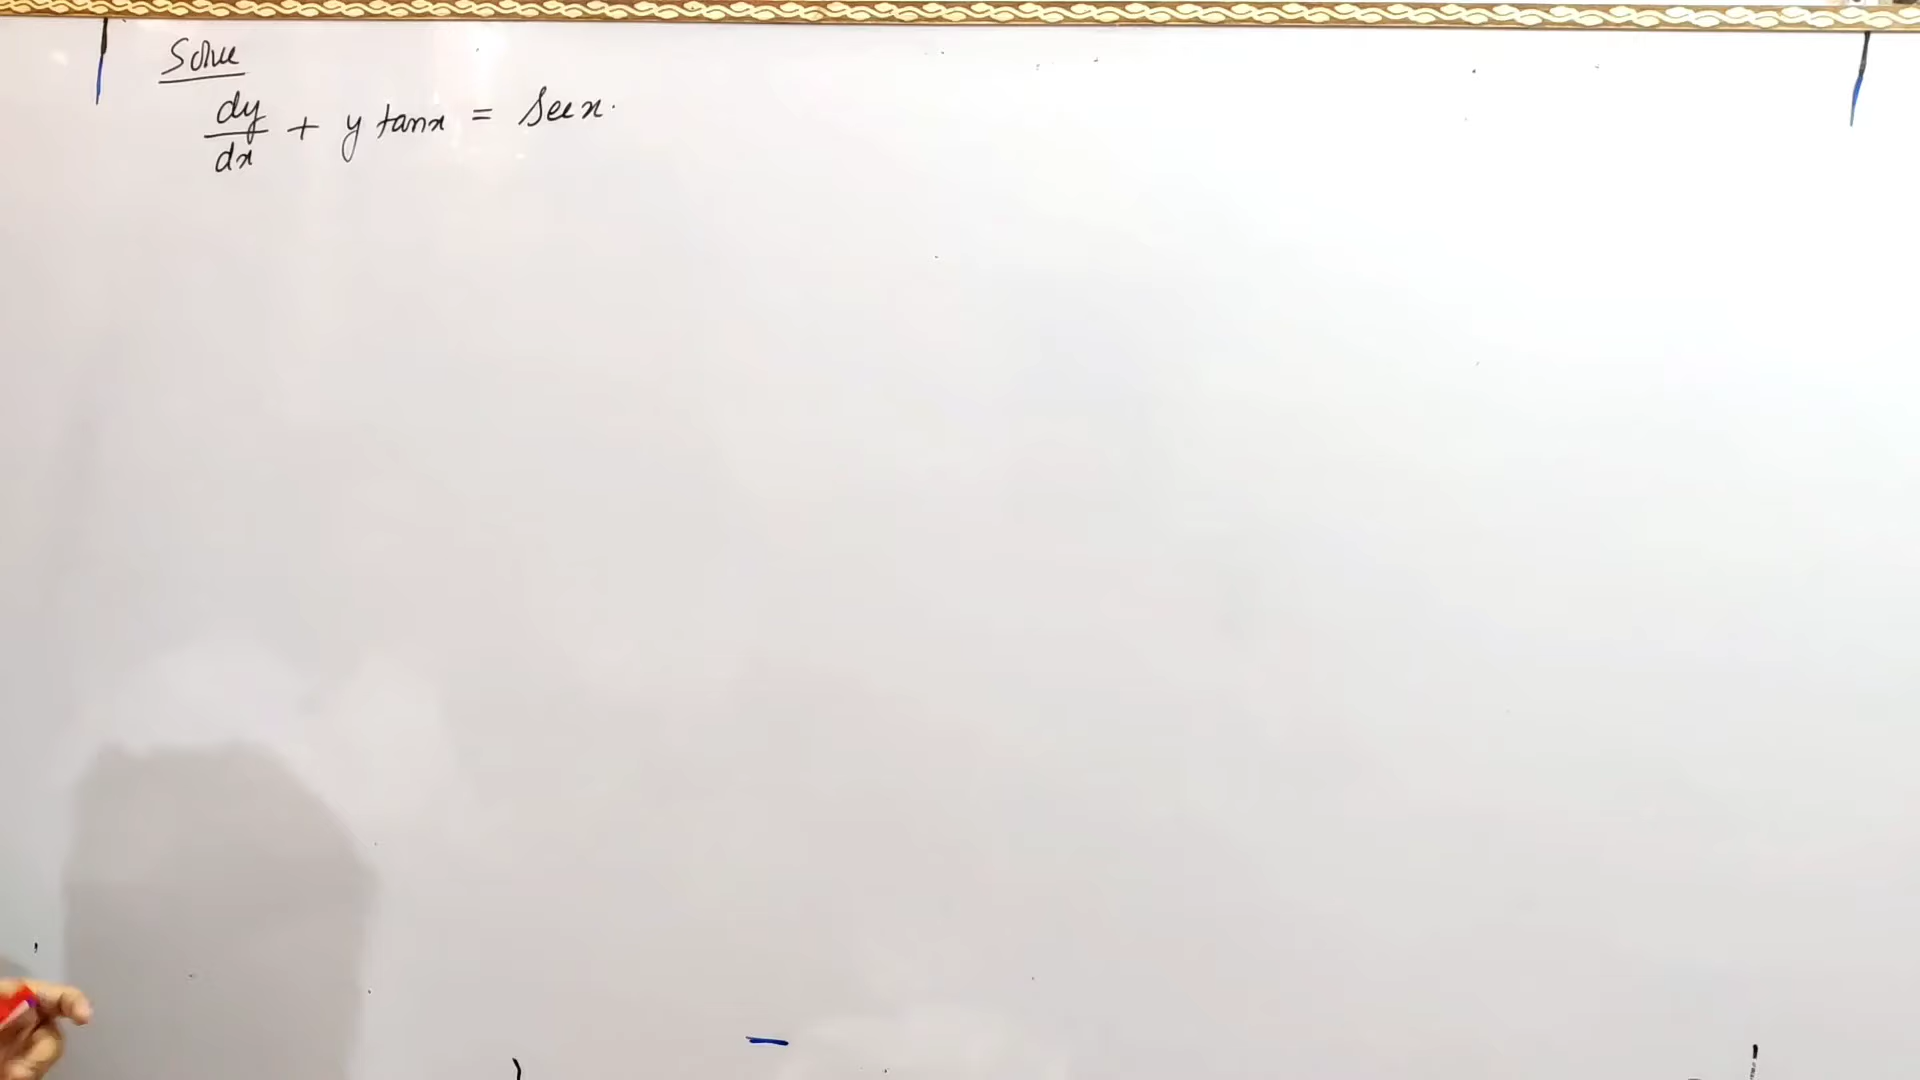 Solve
dy/dx + y tanx = Secx.